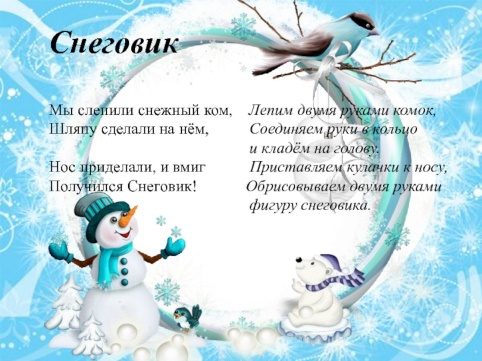 Снеговик
Мы слепили снежный ком, Лепим двумя руками комок,
Шляпу сделали на нём, Соединяем руки в кольцо
и кладём на голову.
Нос приделали, и вмиг Приставляем кулачки к носу,
Получился Снеговик! Обрисовываем двумя руками
фигуру снеговика.